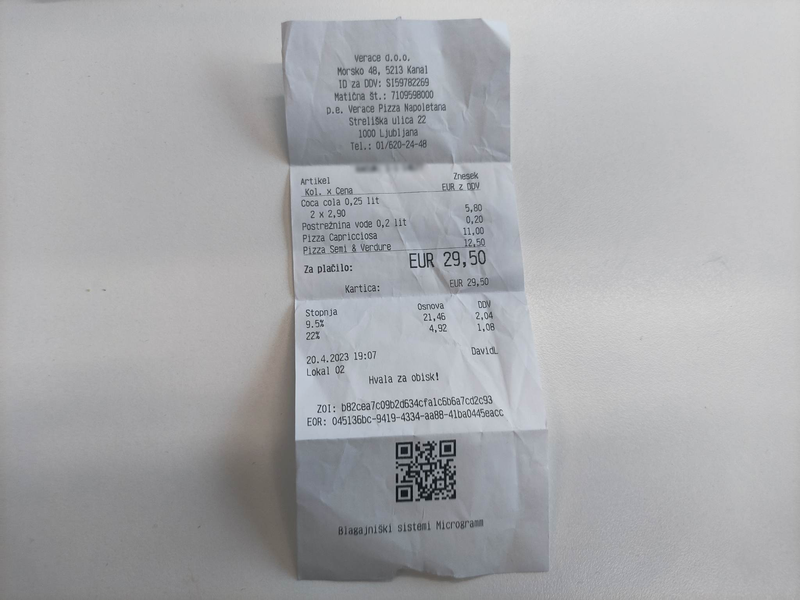 Verace d.o.o.
Morsko 48, 5213 Kanal
ID za DDV: SI59782269
Matična št.: 7109598000
p.e. Verace Pizza Napoletana
Streliška ulica 22
1000 Ljubljana
Tel.: 01/620-24-48
Artikel Znesek
Kol. x Cena EUR z DDV
Coca cola 0,25 lit
2 x 2,90 5,80
Postrežnina vode 0,2 lit 0,20
Pizza Capricciosa 11,00
Pizza Semi & Verdure 12,50
Za plačilo: EUR 29,50
Kartica: EUR 29,50
Stopnja Osnova DDV
9.5% 21,46 2,04
22% 4,92 1,08
20.4.2023 19:07 DavidL
Lokal 02
Hvala za obisk!
ZOI: b82cea7c09b2d634cfa1c6b6a7cd2c93
EOR: 045136bc-9419-4334-aa88-41ba0445eacc
Blagajniški sistemi Microgramm